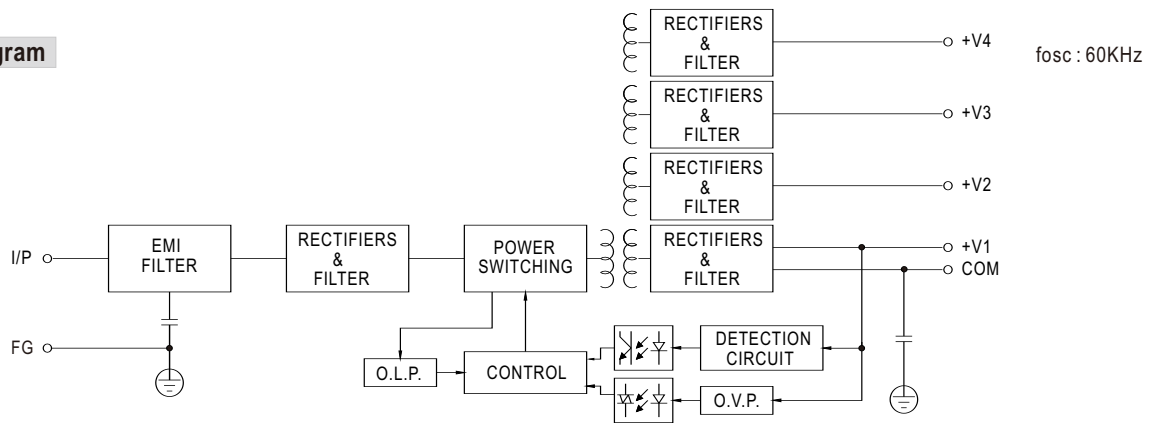 gram
RECTIFIERS
&
FILTER
+V4
fosc : 60KHz
RECTIFIERS
&
FILTER
+V3
RECTIFIERS
&
FILTER
+V2
I/P
EMI
FILTER
RECTIFIERS
&
FILTER
POWER
SWITCHING
RECTIFIERS
&
FILTER
+V1
COM
FG
O.L.P.
CONTROL
DETECTION
CIRCUIT
O.V.P.